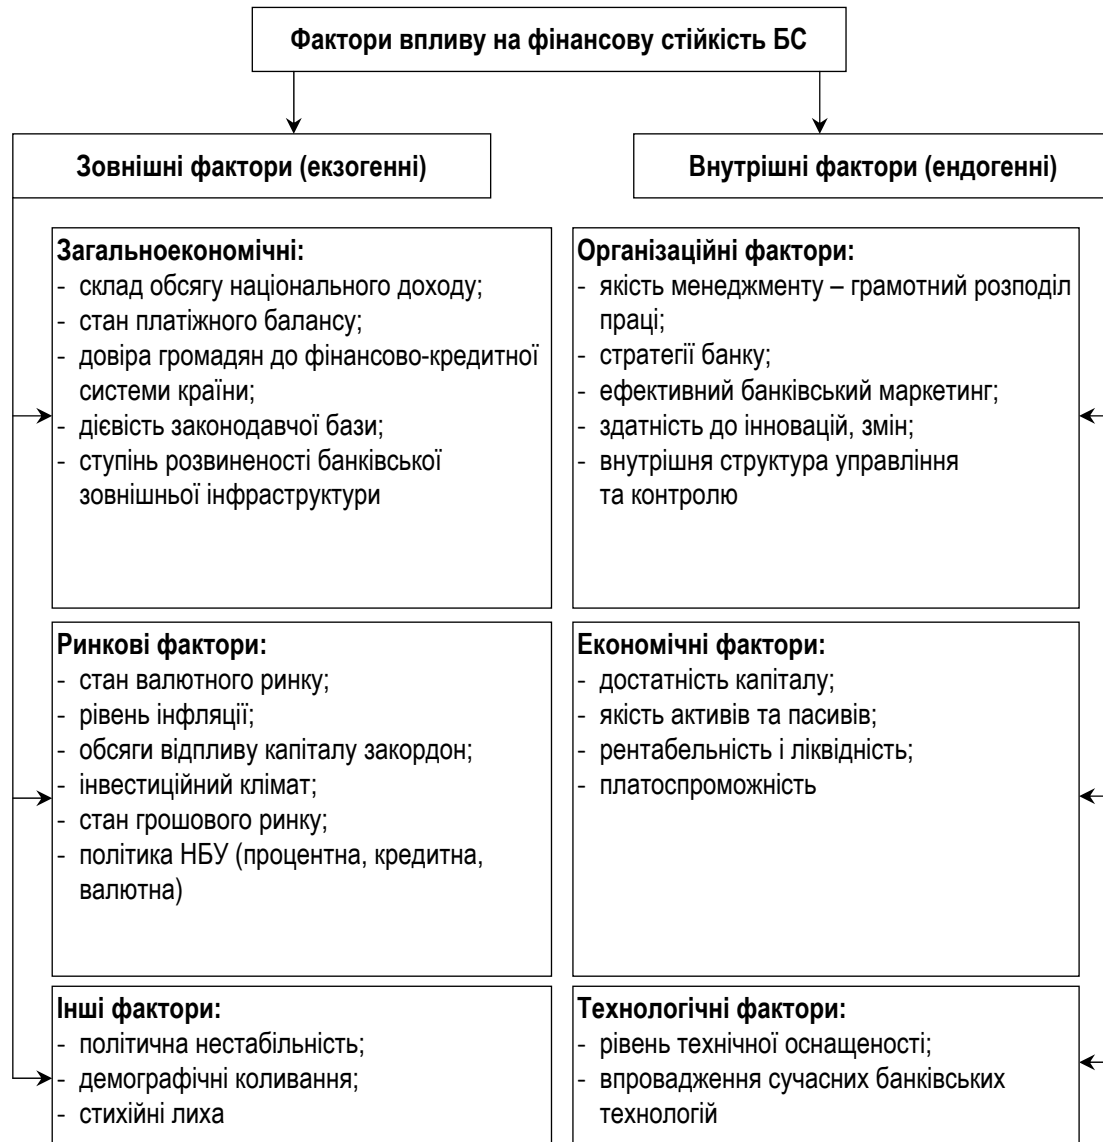 Фактори впливу на фінансову стійкість БС
Зовнішні фактори (екзогенні)
Внутрішні фактори (ендогенні)
Загальноекономічні:
- склад обсягу національного доходу;
- стан платіжного балансу;
- довіра громадян до фінансово-кредитної
системи країни;
- дієвість законодавчої бази;
- ступінь розвиненості банківської
зовнішньої інфраструктури
Організаційні фактори:
- якість менеджменту – грамотний розподіл
праці;
- стратегії банку;
- ефективний банківський маркетинг;
- здатність до інновацій, змін;
- внутрішня структура управління
та контролю
Ринкові фактори:
- стан валютного ринку;
- рівень інфляції;
- обсяги відпливу капіталу закордон;
- інвестиційний клімат;
- стан грошового ринку;
- політика НБУ (процентна, кредитна,
валютна)
Економічні фактори:
- достатність капіталу;
- якість активів та пасивів;
- рентабельність і ліквідність;
- платоспроможність
Інші фактори:
- політична нестабільність;
- демографічні коливання;
- стихійні лиха
Технологічні фактори:
- рівень технічної оснащеності;
- впровадження сучасних банківських
технологій